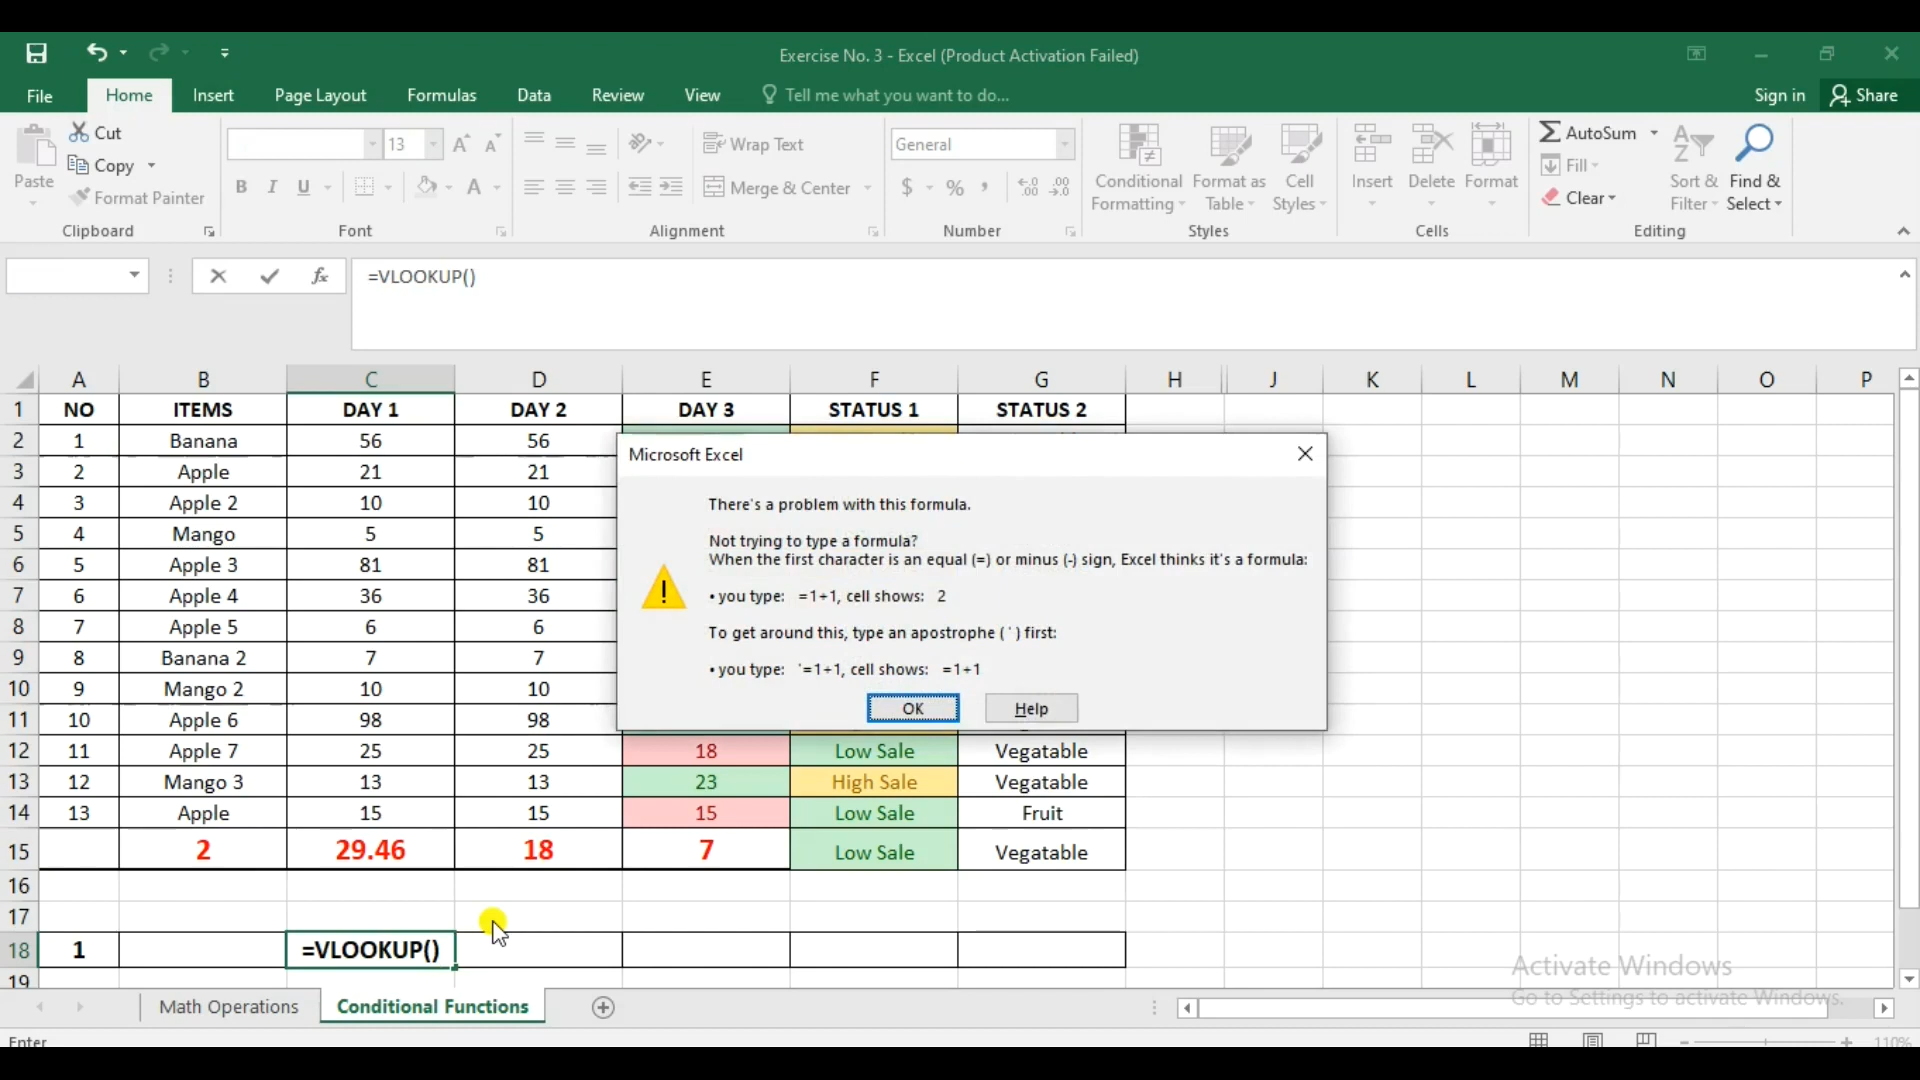 Exercise No. 3 - Excel (Product Activation Failed)
File Home Insert Page Layout Formulas Data Review View Tell me what you want to do... Sign in Share
Paste Cut
Copy
Format Painter
Clipboard
13
B I U A
Font
Wrap Text
Merge & Center
Alignment
General
$ % ,
Number
Conditional Formatting
Format as Table
Cell Styles
Styles
Insert Delete Format
Cells
AutoSum
Fill
Clear
Sort & Filter
Find & Select
Editing
fx =VLOOKUP()
A B C D E F G H I J K L M N O P
1 NO ITEMS DAY 1 DAY 2 DAY 3 STATUS 1 STATUS 2
2 1 Banana 56 56
3 2 Apple 21 21
4 3 Apple 2 10 10
5 4 Mango 5 5
6 5 Apple 3 81 81
7 6 Apple 4 36 36
8 7 Apple 5 6 6
9 8 Banana 2 7 7
10 9 Mango 2 10 10
11 10 Apple 6 98 98
12 11 Apple 7 25 25 18 Low Sale Vegatable
13 12 Mango 3 13 13 23 High Sale Vegatable
14 13 Apple 15 15 15 Low Sale Fruit
15 2 29.46 18 7 Low Sale Vegatable
16
17
18 1 =VLOOKUP()
19
Microsoft Excel
There's a problem with this formula.
Not trying to type a formula?
When the first character is an equal (=) or minus (-) sign, Excel thinks it's a formula:
• you type: =1+1, cell shows: 2
To get around this, type an apostrophe ( ' ) first:
• you type: '=1+1, cell shows: =1+1
OK Help
Activate Windows
Go to Settings to activate Windows.
Math Operations Conditional Functions
Enter 110%